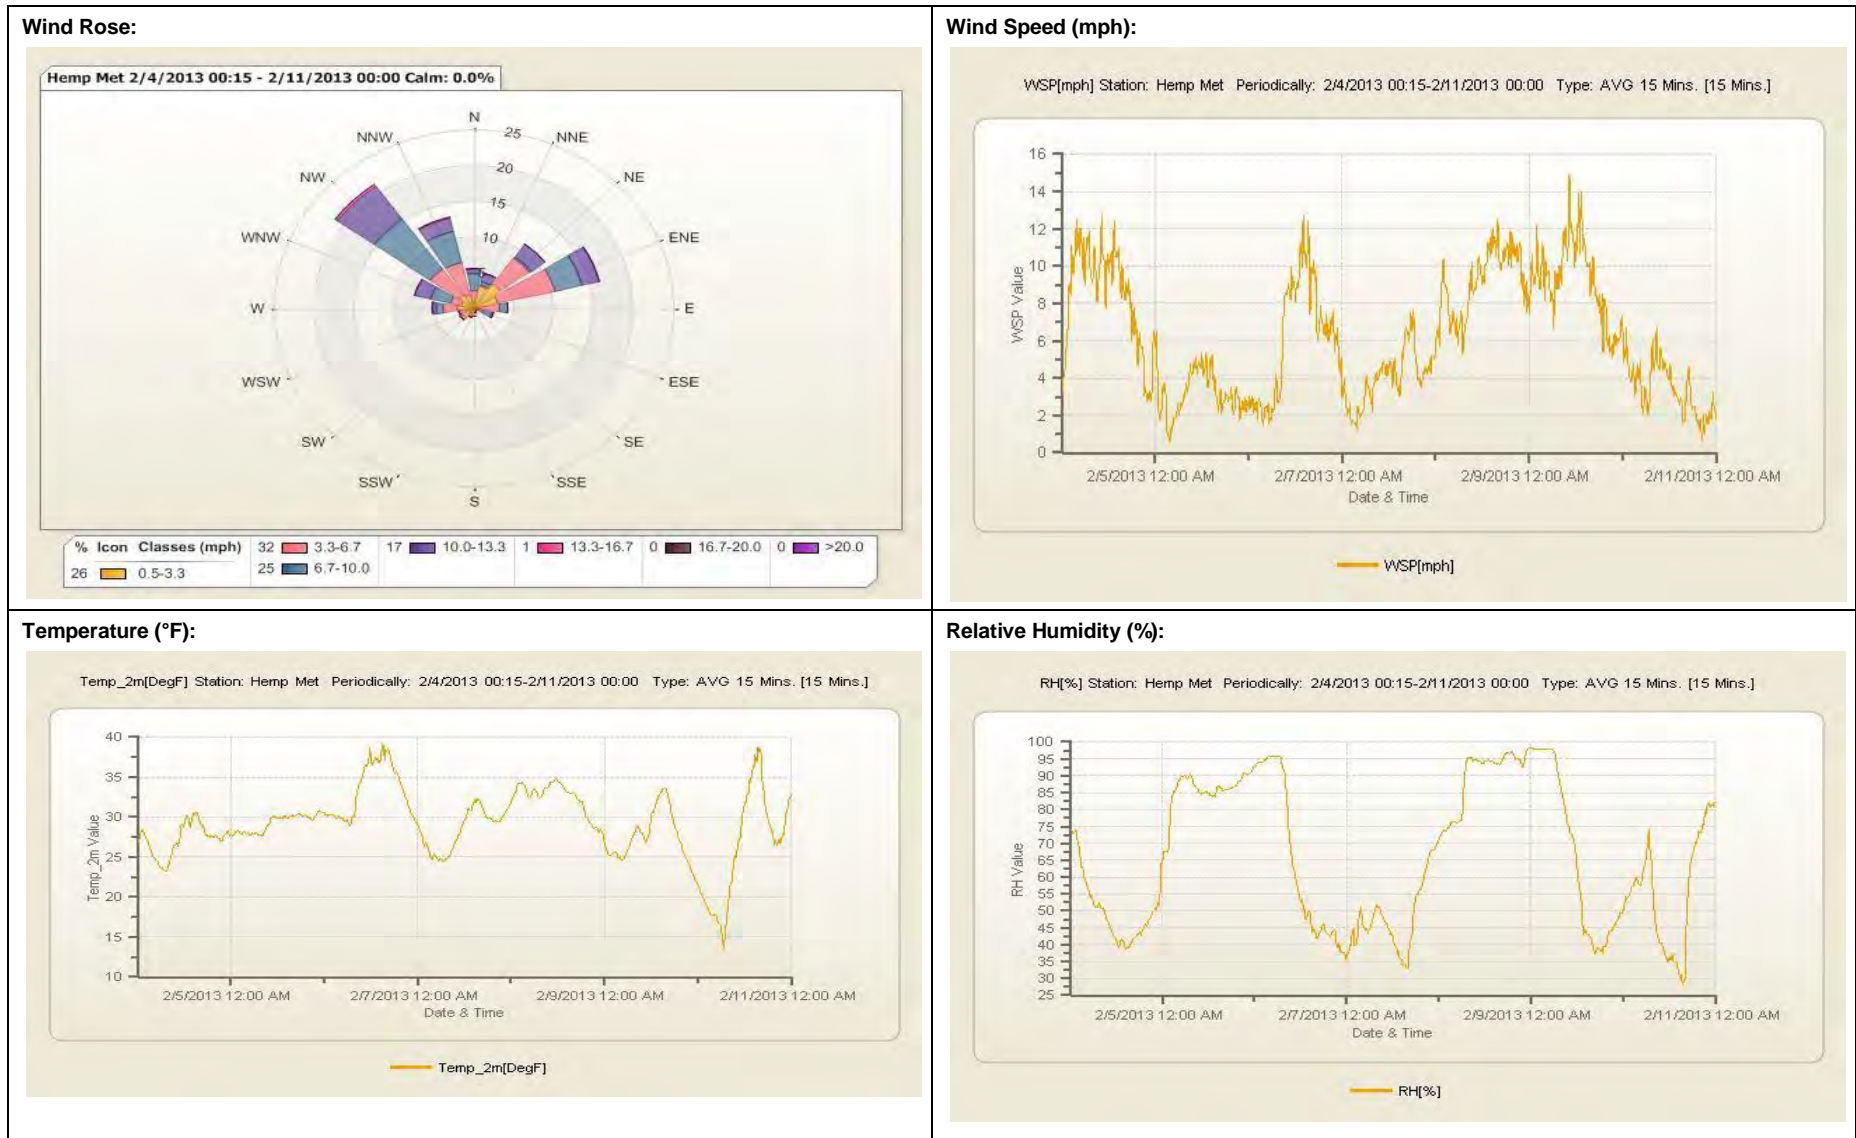 Wind Rose:
Hemp Met 2/4/2013 00:15 - 2/11/2013 00:00 Calm: 0.0%
N
NNW
25
NNE
20
NW
NE
15
WNW
10
ENE
W
E
WSW
ESE
SW
SE
SSW
SSE
S
% Icon Classes (mph) 32 3.3-6.7 17 10.0-13.3 1 13.3-16.7 0 16.7-20.0 0 >20.0
26 0.5-3.3 25 6.7-10.0
Wind Speed (mph):
WSP[mph] Station: Hemp Met Periodically: 2/4/2013 00:15-2/11/2013 00:00 Type: AVG 15 Mins. [15 Mins.]
16
14
12
10
8
6
4
2
0
WSP Value
2/5/2013 12:00 AM 2/7/2013 12:00 AM 2/9/2013 12:00 AM 2/11/2013 12:00 AM
Date & Time
WSP[mph]
Temperature (°F):
Temp_2m[DegF] Station: Hemp Met Periodically: 2/4/2013 00:15-2/11/2013 00:00 Type: AVG 15 Mins. [15 Mins.]
40
35
30
25
20
15
10
Temp_2m Value
2/5/2013 12:00 AM 2/7/2013 12:00 AM 2/9/2013 12:00 AM 2/11/2013 12:00 AM
Date & Time
Temp_2m[DegF]
Relative Humidity (%):
RH[%] Station: Hemp Met Periodically: 2/4/2013 00:15-2/11/2013 00:00 Type: AVG 15 Mins. [15 Mins.]
100
95
90
85
80
75
70
65
60
55
50
45
40
35
30
25
RH Value
2/5/2013 12:00 AM 2/7/2013 12:00 AM 2/9/2013 12:00 AM 2/11/2013 12:00 AM
Date & Time
RH[%]